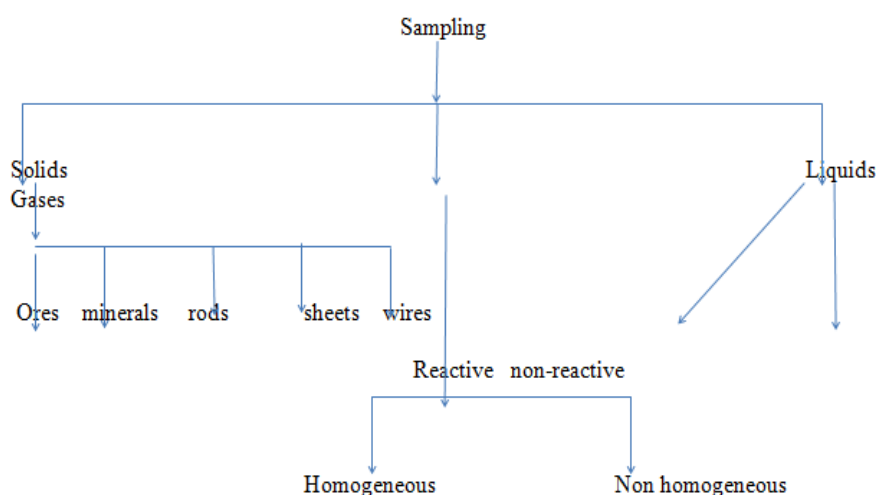 Sampling
Solids Liquids
Gases
Ores minerals rods sheets wires
Reactive non-reactive
Homogeneous Non homogeneous